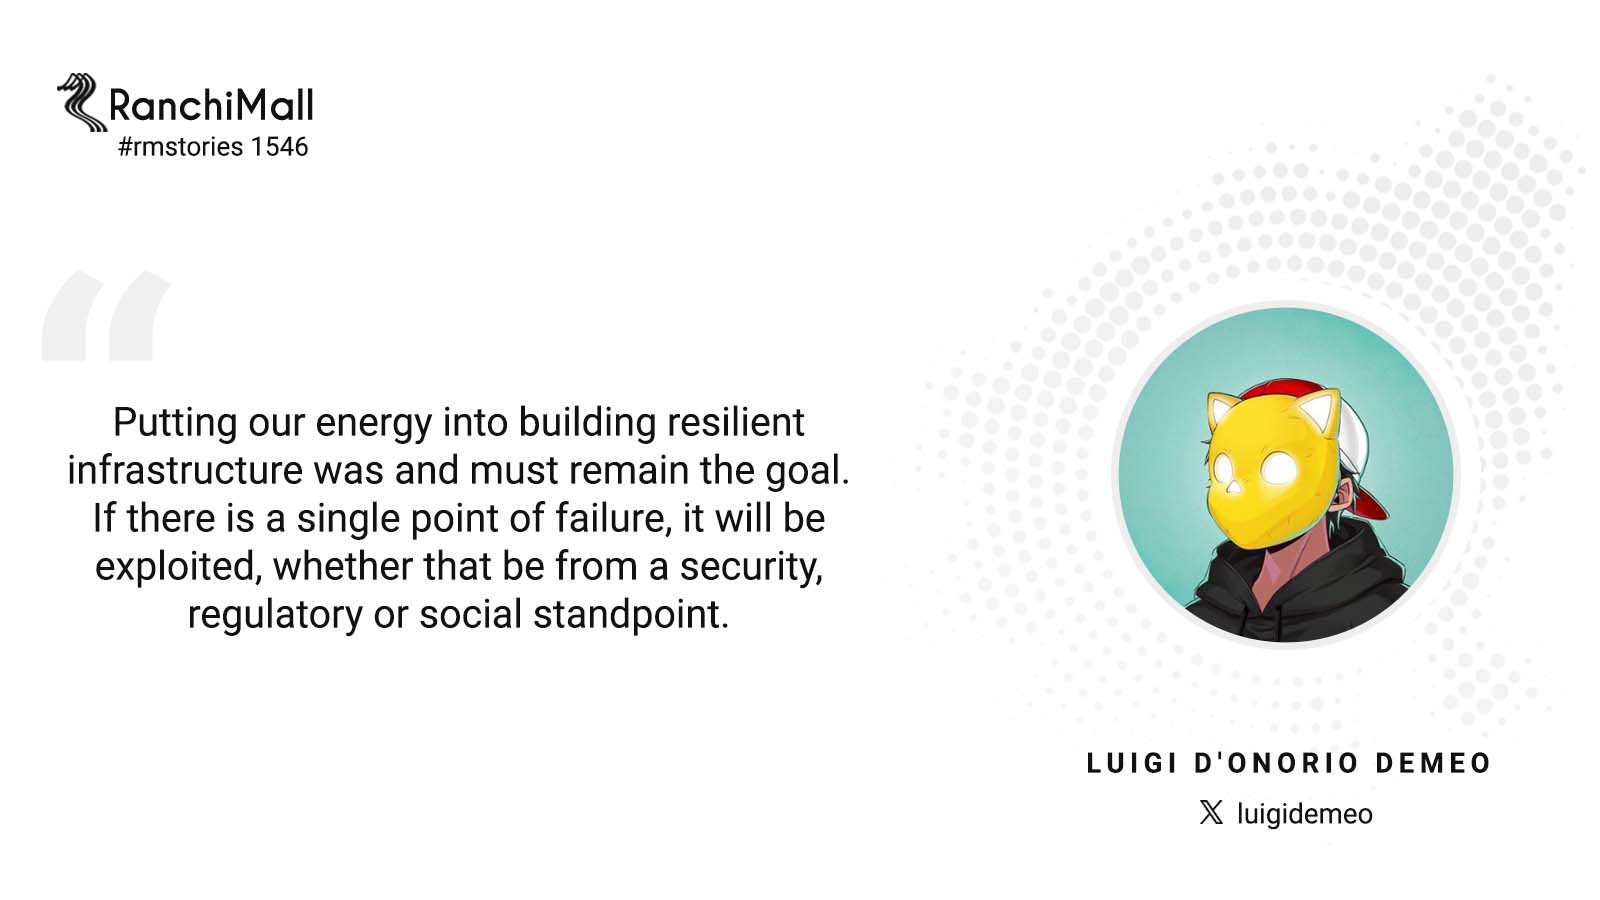 RanchiMall
#rmstories 1546
“
Putting our energy into building resilient
infrastructure was and must remain the goal.
If there is a single point of failure, it will be
exploited, whether that be from a security,
regulatory or social standpoint.
LUIGI D'ONORIO DEMEO
𝕏 luigidemeo